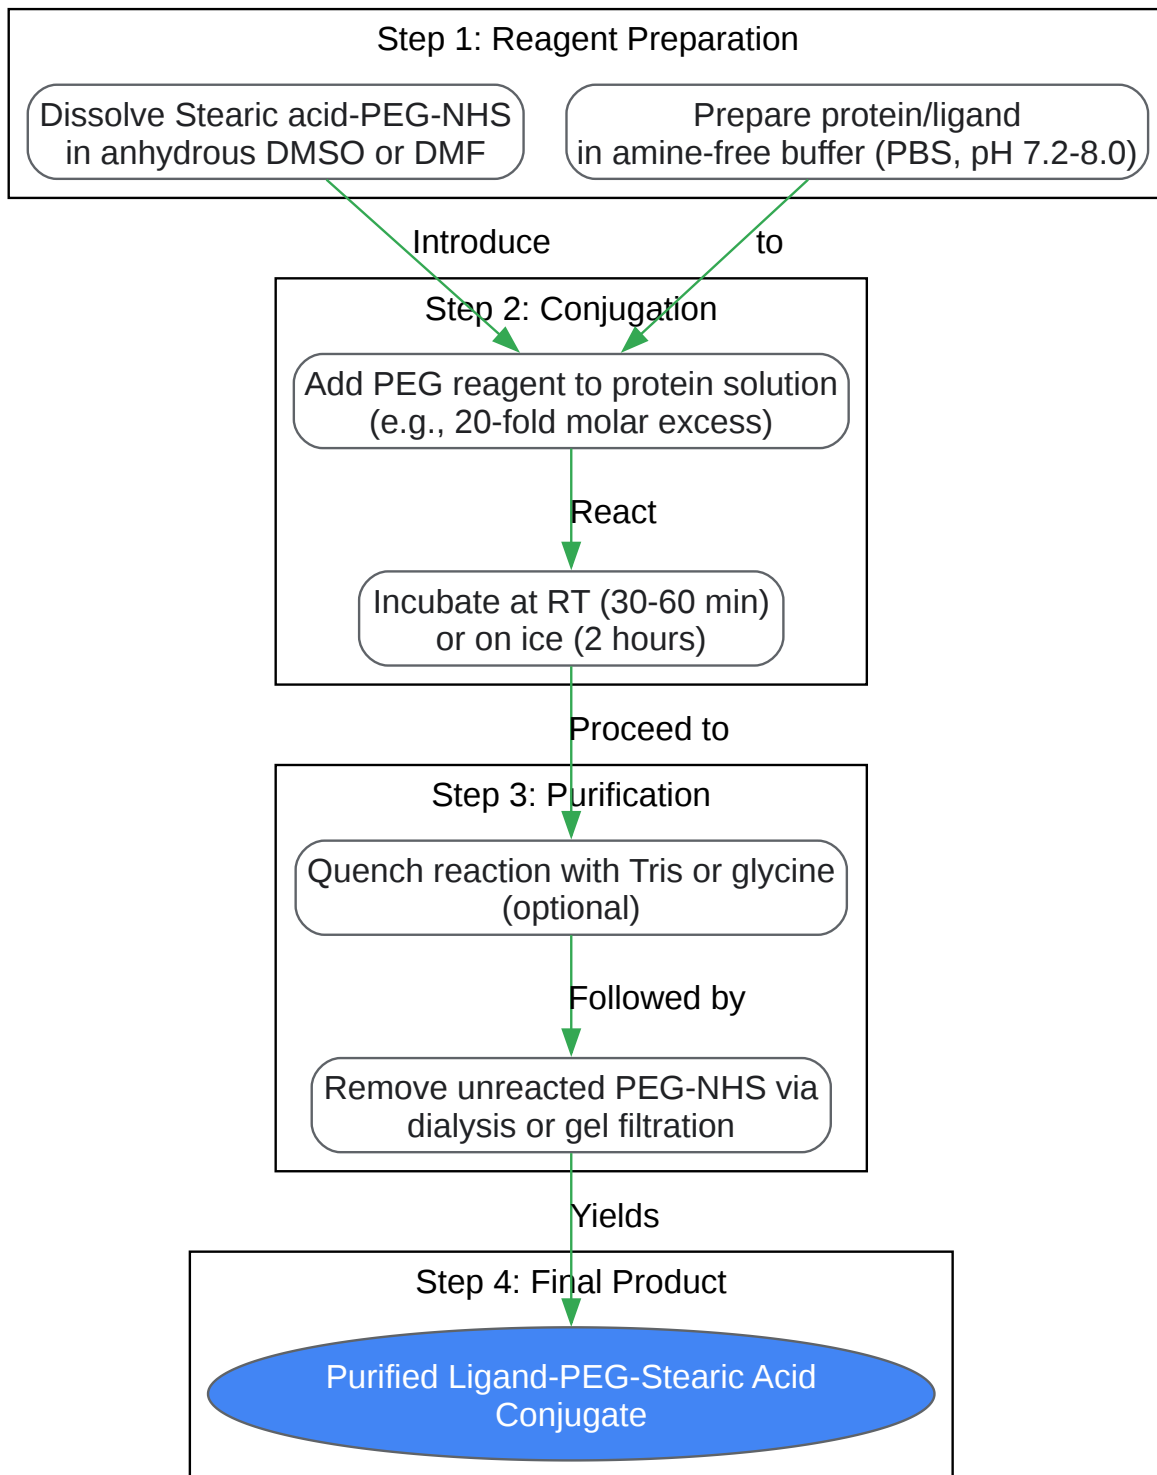 Step 1: Reagent Preparation
Dissolve Stearic acid-PEG-NHS
in anhydrous DMSO or DMF
Prepare protein/ligand
in amine-free buffer (PBS, pH 7.2-8.0)
Introduce
to
Step 2: Conjugation
Add PEG reagent to protein solution
(e.g., 20-fold molar excess)
React
Incubate at RT (30-60 min)
or on ice (2 hours)
Proceed to
Step 3: Purification
Quench reaction with Tris or glycine
(optional)
Followed by
Remove unreacted PEG-NHS via
dialysis or gel filtration
Yields
Step 4: Final Product
Purified Ligand-PEG-Stearic Acid
Conjugate